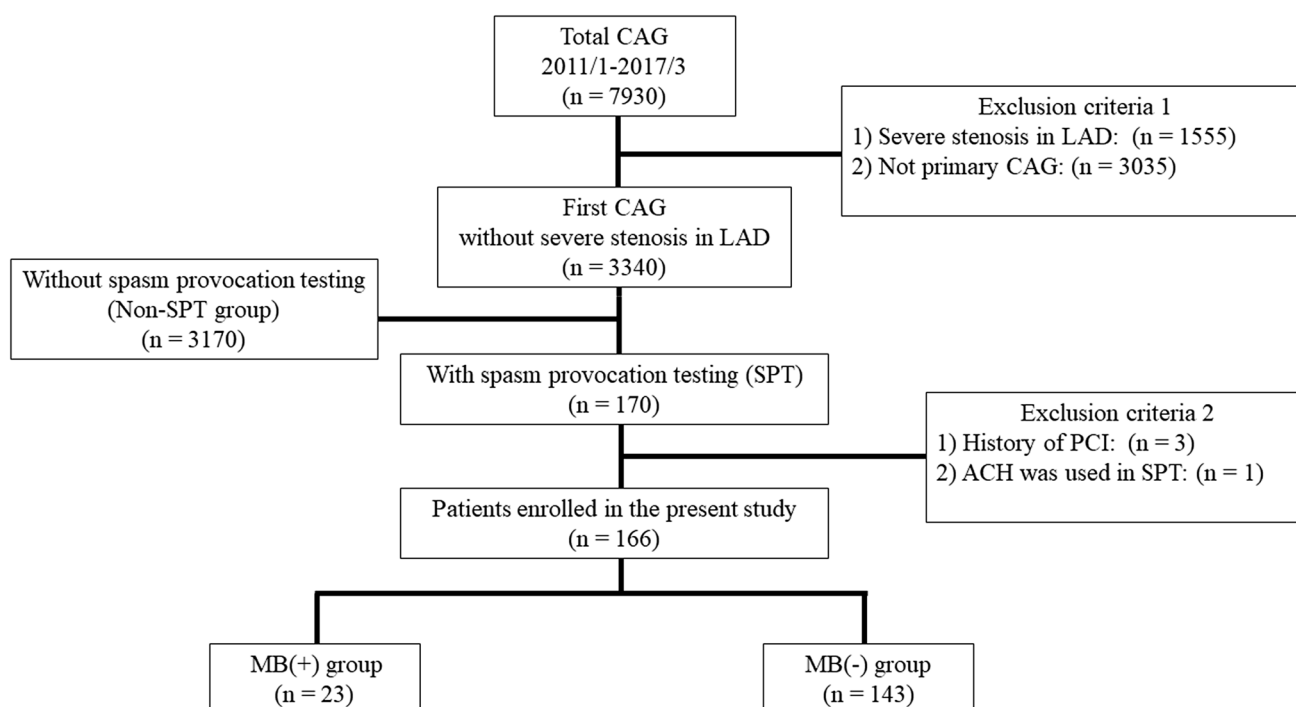 Total CAG
2011/1-2017/3
(n = 7930)
Exclusion criteria 1
1) Severe stenosis in LAD: (n = 1555)
2) Not primary CAG: (n = 3035)
First CAG
without severe stenosis in LAD
(n = 3340)
Without spasm provocation testing
(Non-SPT group)
(n = 3170)
With spasm provocation testing (SPT)
(n = 170)
Exclusion criteria 2
1) History of PCI: (n = 3)
2) ACH was used in SPT: (n = 1)
Patients enrolled in the present study
(n = 166)
MB(+) group
(n = 23)
MB(-) group
(n = 143)